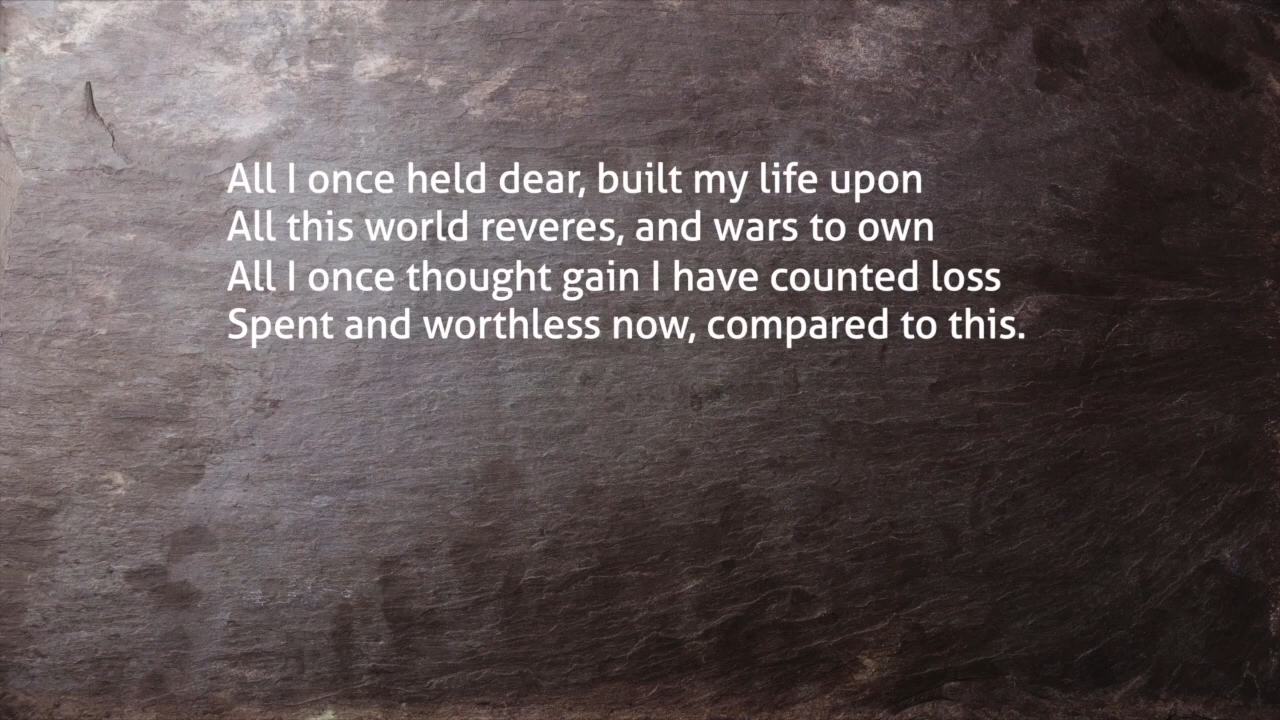 All I once held dear, built my life upon
All this world reveres, and wars to own
All I once thought gain I have counted loss
Spent and worthless now, compared to this.